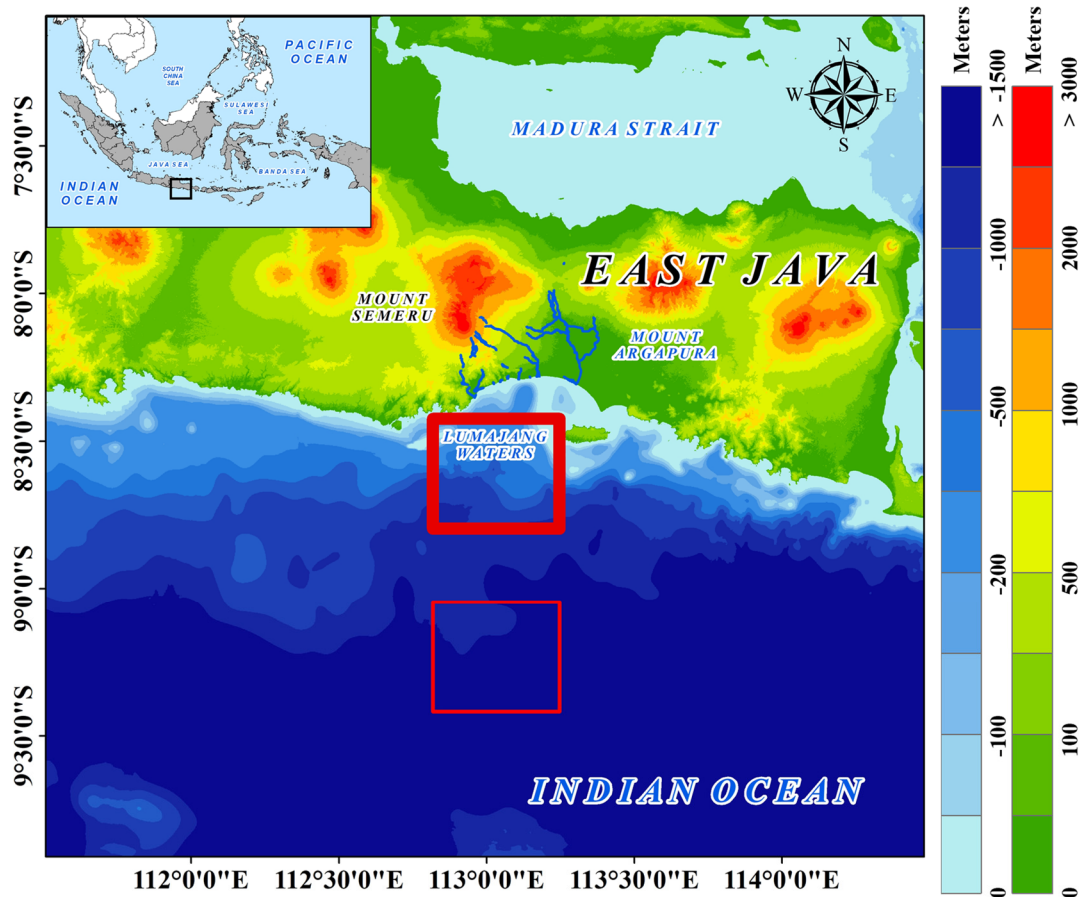 PACIFIC
OCEAN
SOUTH
CHINA
SEA
SULAWESI
SEA
JAVA SEA
BANDA SEA
INDIAN
OCEAN
N
W
E
S
MADURA STRAIT
EAST JAVA
MOUNT
SEMERU
MOUNT
ARGAPURA
LUMAJANG
WATERS
INDIAN OCEAN
7°30'0"S
8°0'0"S
8°30'0"S
9°0'0"S
9°30'0"S
112°0'0"E
112°30'0"E
113°0'0"E
113°30'0"E
114°0'0"E
Meters
> -1500
-1000
-500
-200
-100
0
Meters
> 3000
2000
1000
500
100
0